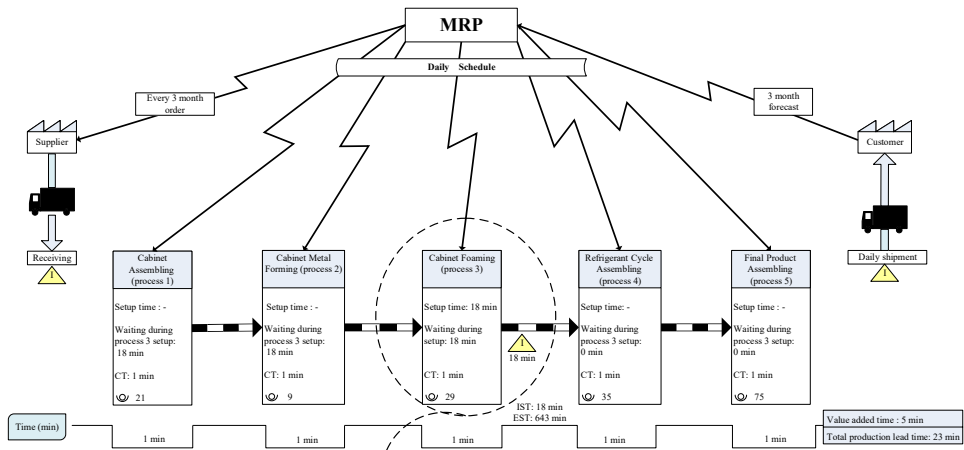 MRP
Daily Schedule
Every 3 month
order
3 month
forecast
Supplier
Customer
Receiving
I
Daily shipment
I
Cabinet
Assembling
(process 1)
Setup time : -
Waiting during
process 3 setup:
18 min
CT: 1 min
21
Cabinet Metal
Forming (process 2)
Setup time : -
Waiting during
process 3 setup:
18 min
CT: 1 min
9
Cabinet Foaming
(process 3)
Setup time: 18 min
Waiting during
setup: 18 min
CT: 1 min
29
I
18 min
IST: 18 min
EST: 643 min
Refrigerant Cycle
Assembling
(process 4)
Setup time: -
Waiting during
process 3 setup:
0 min
CT: 1 min
35
Final Product
Assembling
(process 5)
Setup time: -
Waiting during
process 3 setup:
0 min
CT: 1 min
75
Time (min)
1 min
1 min
1 min
1 min
1 min
Value added time : 5 min
Total production lead time: 23 min